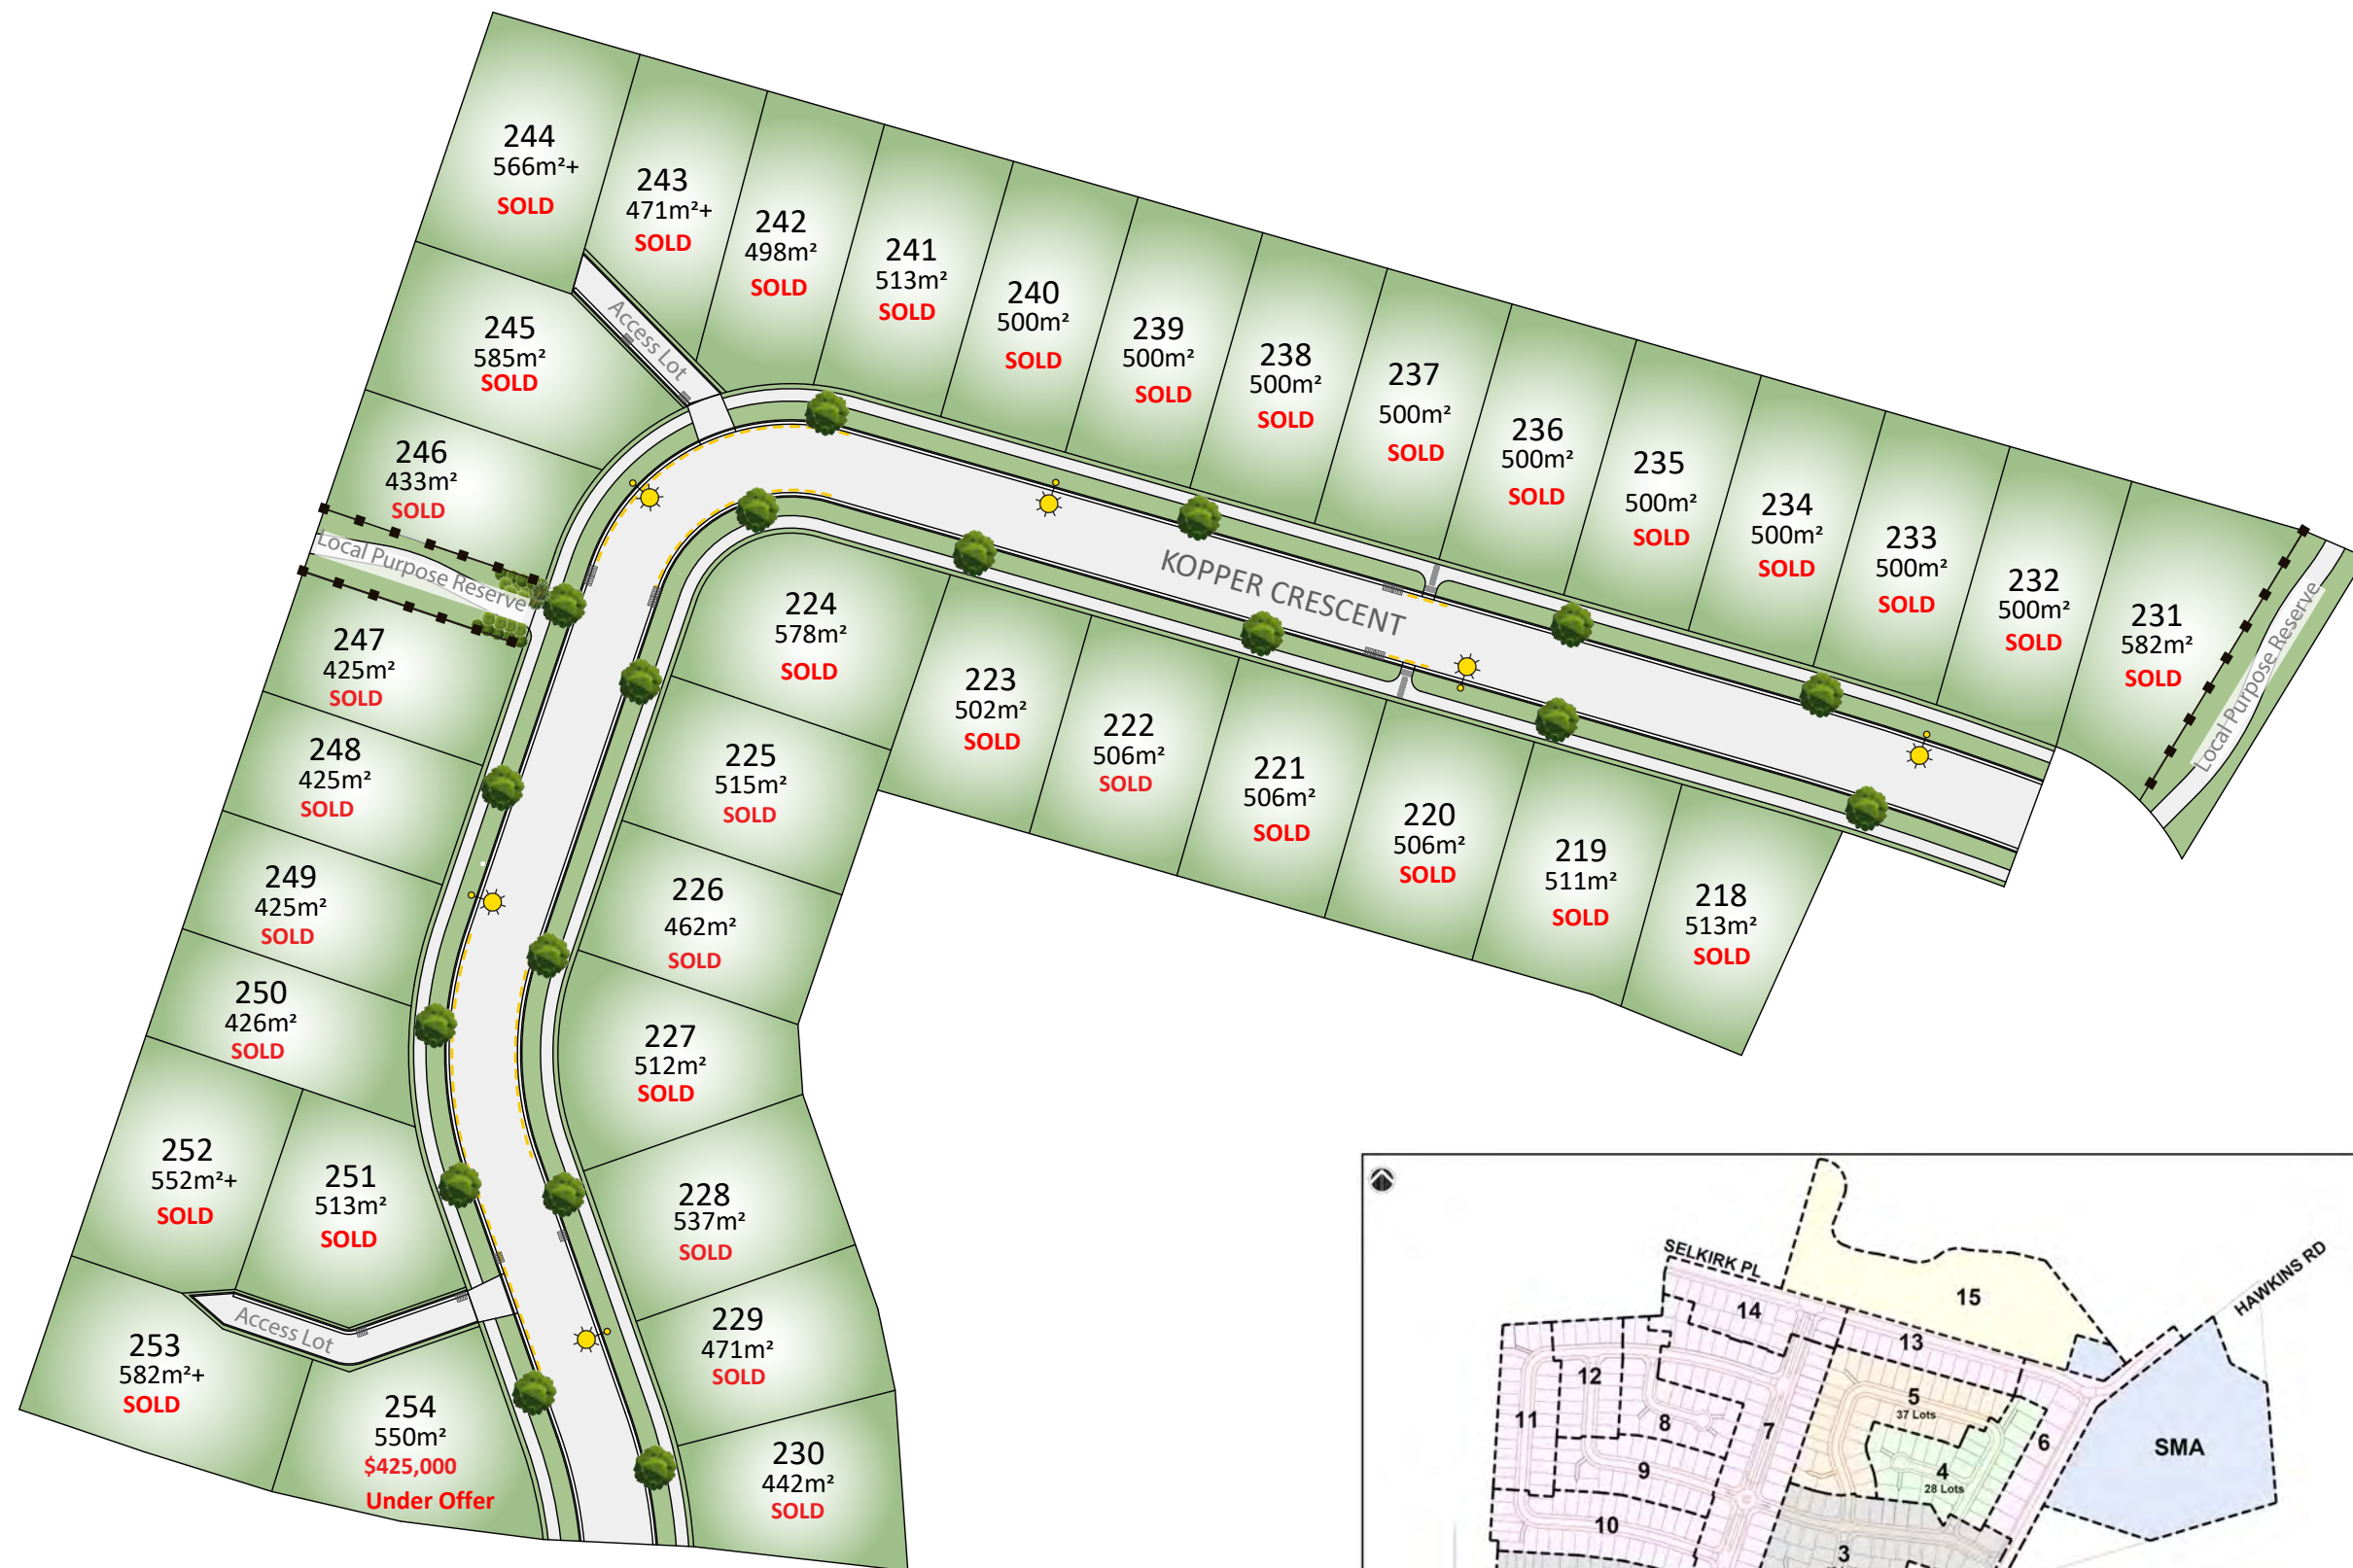 244
566m²+
SOLD
243
471m²+
SOLD
242
498m²
SOLD
241
513m²
SOLD
240
500m²
SOLD
239
500m²
SOLD
238
500m²
SOLD
237
500m²
SOLD
236
500m²
SOLD
235
500m²
SOLD
234
500m²
SOLD
233
500m²
SOLD
232
500m²
SOLD
231
582m²
SOLD
Local Purpose Reserve
Access Lot
245
585m²
SOLD
246
433m²
SOLD
Local Purpose Reserve
KOPPER CRESCENT
247
425m²
SOLD
248
425m²
SOLD
249
425m²
SOLD
250
426m²
SOLD
252
552m²+
SOLD
251
513m²
SOLD
Access Lot
253
582m²+
SOLD
254
550m²
$425,000
Under Offer
224
578m²
SOLD
223
502m²
SOLD
222
506m²
SOLD
221
506m²
SOLD
220
506m²
SOLD
219
511m²
SOLD
218
513m²
SOLD
225
515m²
SOLD
226
462m²
SOLD
227
512m²
SOLD
228
537m²
SOLD
229
471m²
SOLD
230
442m²
SOLD
SELKIRK PL
HAWKINS RD
15
14
13
12
5
37 Lots
11
8
7
6
SMA
9
4
28 Lots
10
3